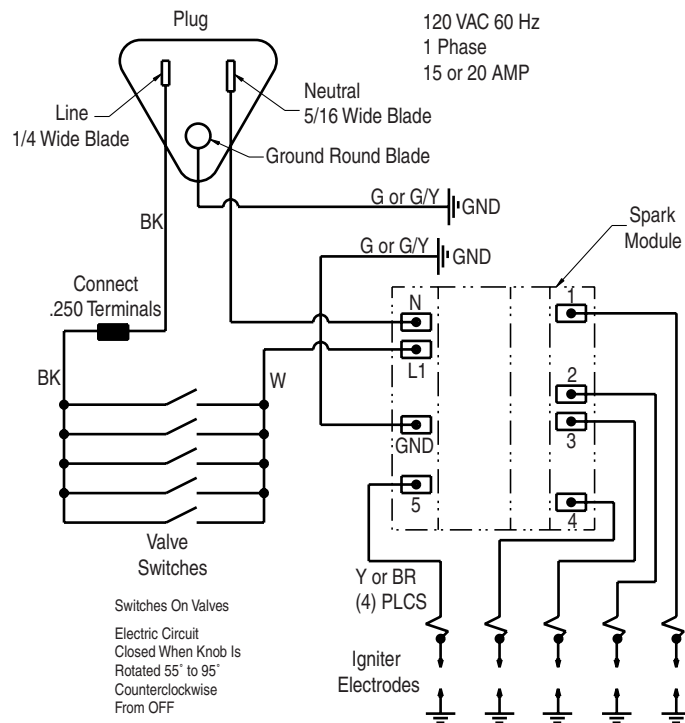 Plug
120 VAC 60 Hz
1 Phase
15 or 20 AMP
Line
1/4 Wide Blade
Neutral
5/16 Wide Blade
Ground Round Blade
G or G/Y
GND
BK
G or G/Y
GND
Spark
Module
Connect
.250 Terminals
N
1
BK
W
L1
2
3
GND
5
4
Valve
Switches
Y or BR
(4) PLCS
Switches On Valves
Electric Circuit
Closed When Knob Is
Rotated 55° to 95°
Counterclockwise
From OFF
Igniter
Electrodes